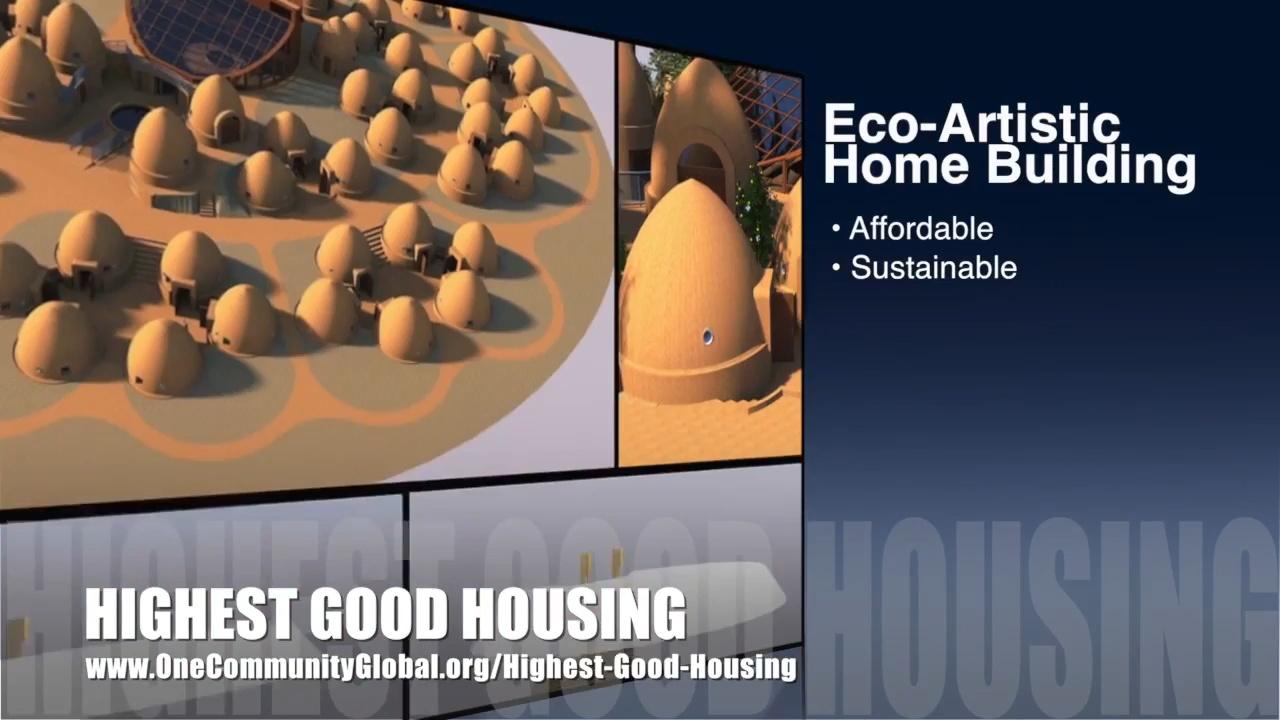 Eco-Artistic
Home Building
• Affordable
• Sustainable
HIGHEST GOOD HOUSING
HIGHEST GOOD HOUSING
www.OneCommunityGlobal.org/Highest-Good-Housing